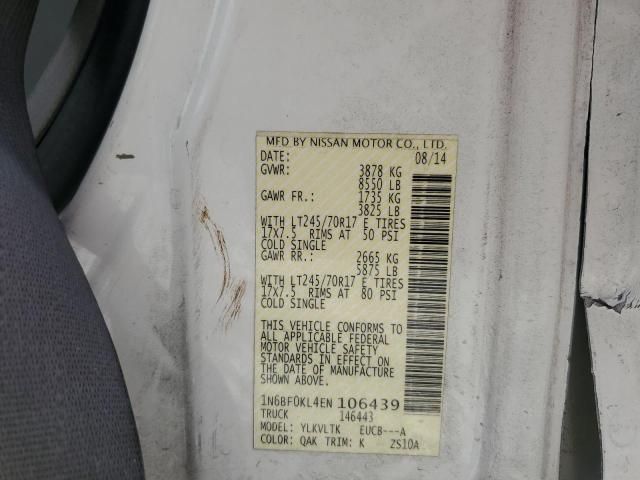 MFD BY NISSAN MOTOR CO., LTD.
DATE: 08/14
GVWR: 3878 KG
8550 LB
GAWR FR.: 1735 KG
3825 LB
WITH LT245/70R17 E TIRES
17X7.5 RIMS AT 50 PSI
COLD SINGLE
GAWR RR.: 2665 KG
5875 LB
WITH LT245/70R17 E TIRES
17X7.5 RIMS AT 80 PSI
COLD SINGLE
THIS VEHICLE CONFORMS TO
ALL APPLICABLE FEDERAL
MOTOR VEHICLE SAFETY
STANDARDS IN EFFECT ON
THE DATE OF MANUFACTURE
SHOWN ABOVE.
1N6BF0KL4EN 106439
TRUCK 146443
MODEL: YLKVLTK EUCB---A
COLOR: QAK TRIM: K ZS10A